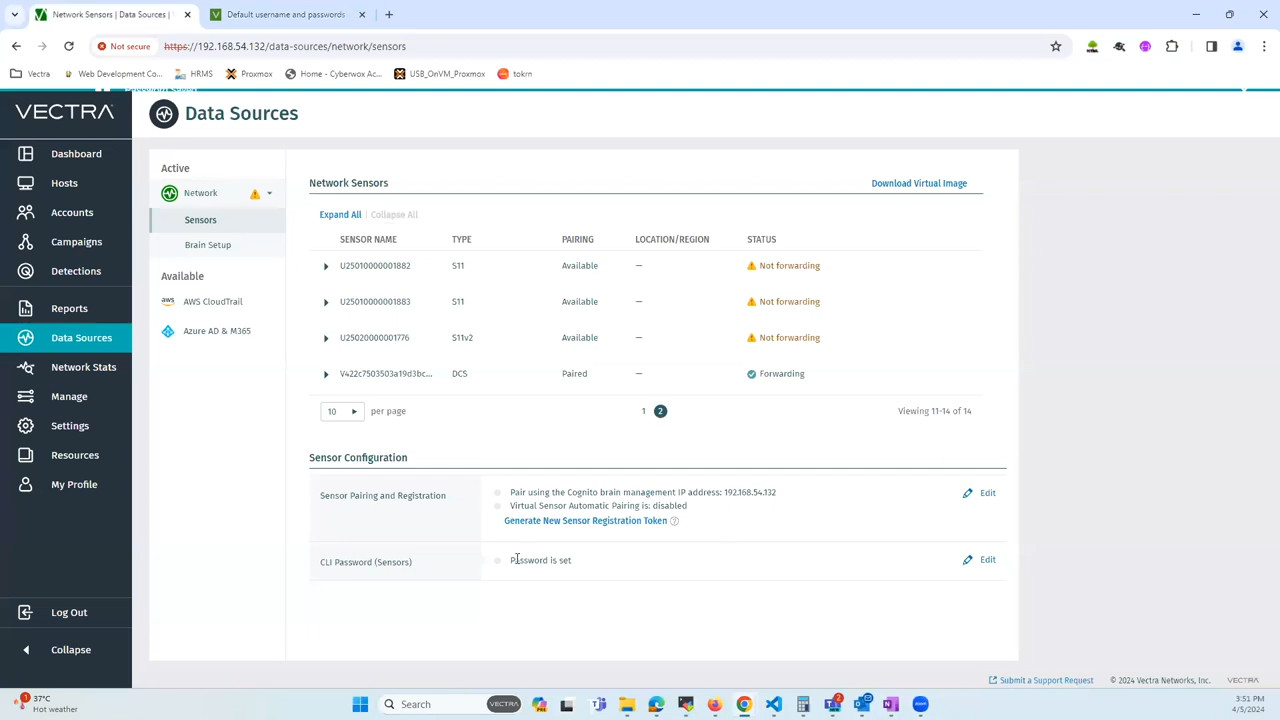 Network Sensors | Data Sources |
Default username and passwords
Not secure
https://192.168.54.132/data-sources/network/sensors
Vectra
Web Development Co...
HRMS
Proxmox
Home - Cyberwox Ac...
USB_OnVM_Proxmox
tokrn
VECTRA
Data Sources
Dashboard
Hosts
Accounts
Campaigns
Detections
Reports
Data Sources
Network Stats
Manage
Settings
Resources
My Profile
Log Out
Collapse
Active
Network
Sensors
Brain Setup
Available
aws AWS CloudTrail
Azure AD & M365
Network Sensors
Download Virtual Image
Expand All | Collapse All
SENSOR NAME TYPE PAIRING LOCATION/REGION STATUS
U25010000001882 S11 Available — Not forwarding
U25010000001883 S11 Available — Not forwarding
U25020000001776 S11v2 Available — Not forwarding
V422c7503503a19d3bc... DCS Paired — Forwarding
10 per page 1 2 Viewing 11-14 of 14
Sensor Configuration
Sensor Pairing and Registration
Pair using the Cognito brain management IP address: 192.168.54.132
Virtual Sensor Automatic Pairing is: disabled
Generate New Sensor Registration Token ?
Edit
CLI Password (Sensors)
Password is set
Edit
Submit a Support Request © 2024 Vectra Networks, Inc. VECTRA
1
37°C
Hot weather
Search
VECTRA
2
3:51 PM
4/5/2024